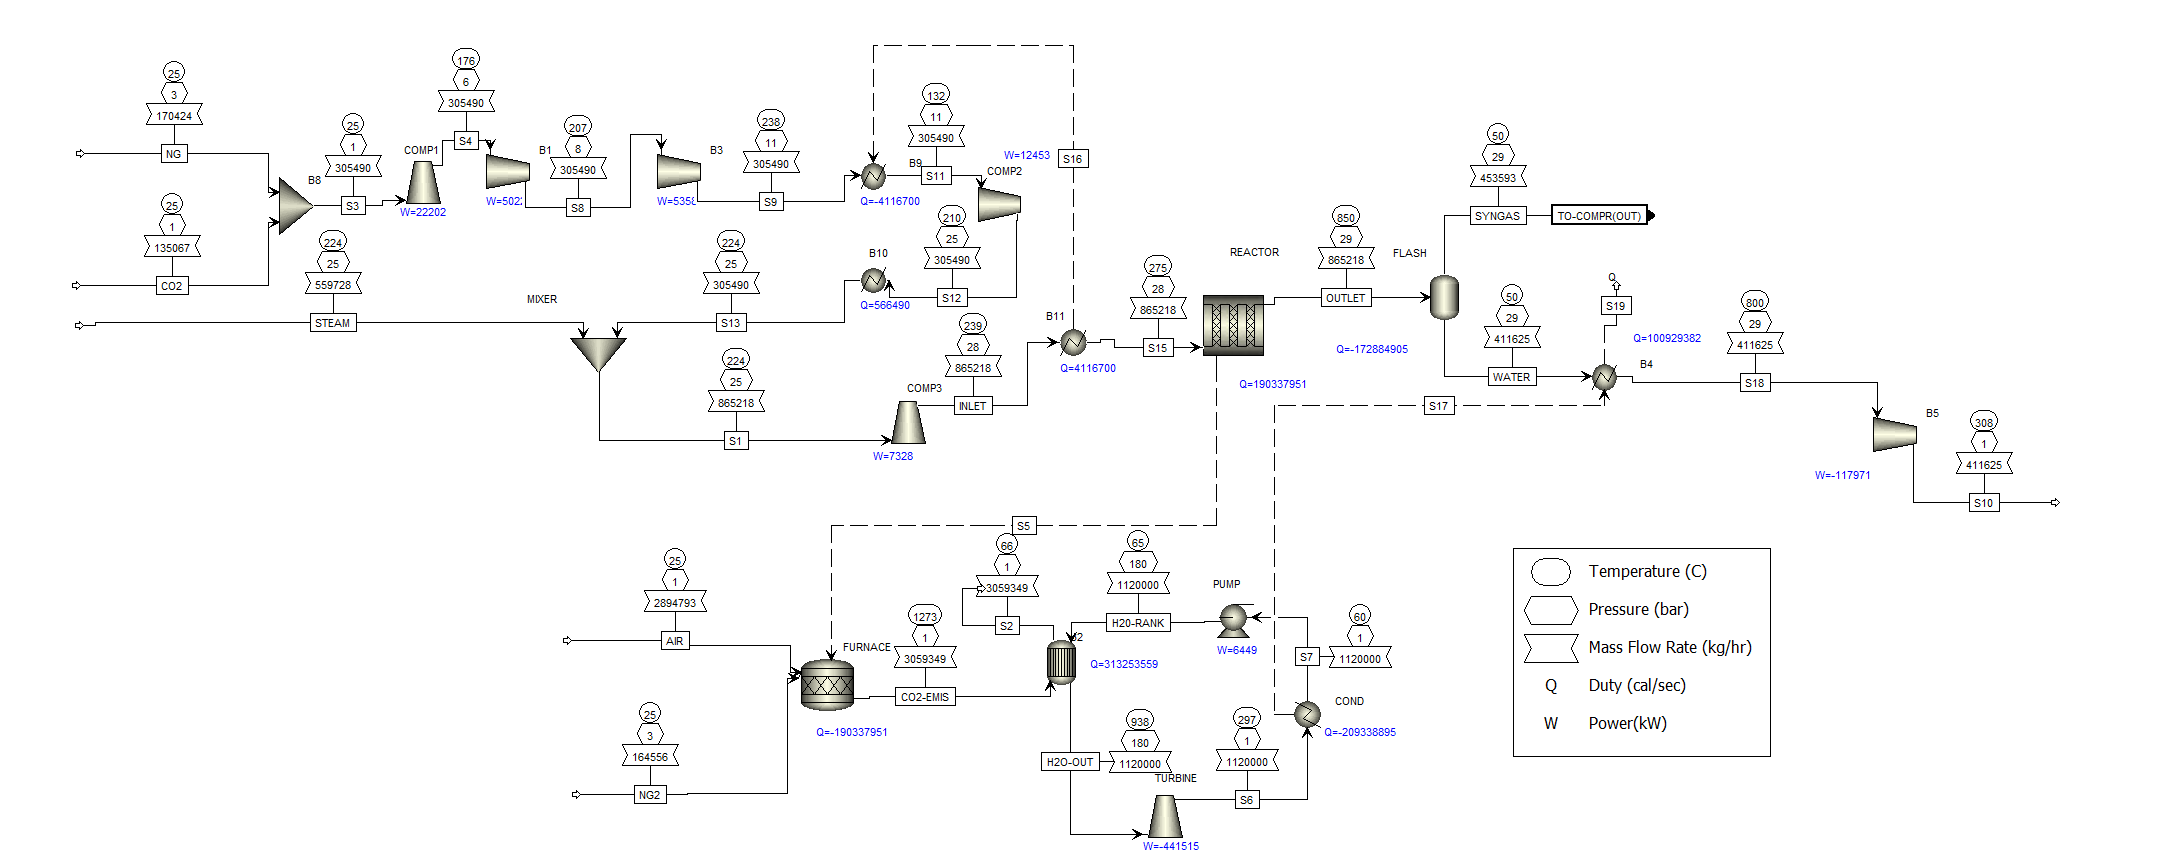 25
3
170424
NG
25
1
135067
CO2
B8
25
1
305490
S3
COMP1
W=22202
176
6
305490
S4
B1
207
8
305490
S8
B3
238
11
305490
S9
B9
Q=-4116700
132
11
305490
S11
W=12453
COMP2
S16
210
25
305490
S12
B10
Q=566490
224
25
305490
S13
224
25
559728
STEAM
MIXER
224
25
865218
S1
COMP3
W=7328
239
28
865218
INLET
B11
Q=4116700
275
28
865218
S15
REACTOR
Q=190337951
850
29
865218
OUTLET
FLASH
Q=-172884905
50
29
453593
SYNGAS
TO-COMPR(OUT)
50
29
411625
WATER
Q
S19
Q=100929382
B4
S17
800
29
411625
S18
B5
W=-117971
308
1
411625
S10
S5
25
1
2894793
AIR
25
3
164556
NG2
FURNACE
Q=-190337951
1273
1
3059349
CO2-EMIS
66
1
3059349
S2
Q=313253559
65
180
1120000
H20-RANK
PUMP
W=6449
60
1
1120000
S7
COND
Q=-209338895
938
180
1120000
H2O-OUT
TURBINE
W=-441515
297
1
1120000
S6
Temperature (C)
Pressure (bar)
Mass Flow Rate (kg/hr)
Q Duty (cal/sec)
W Power(kW)